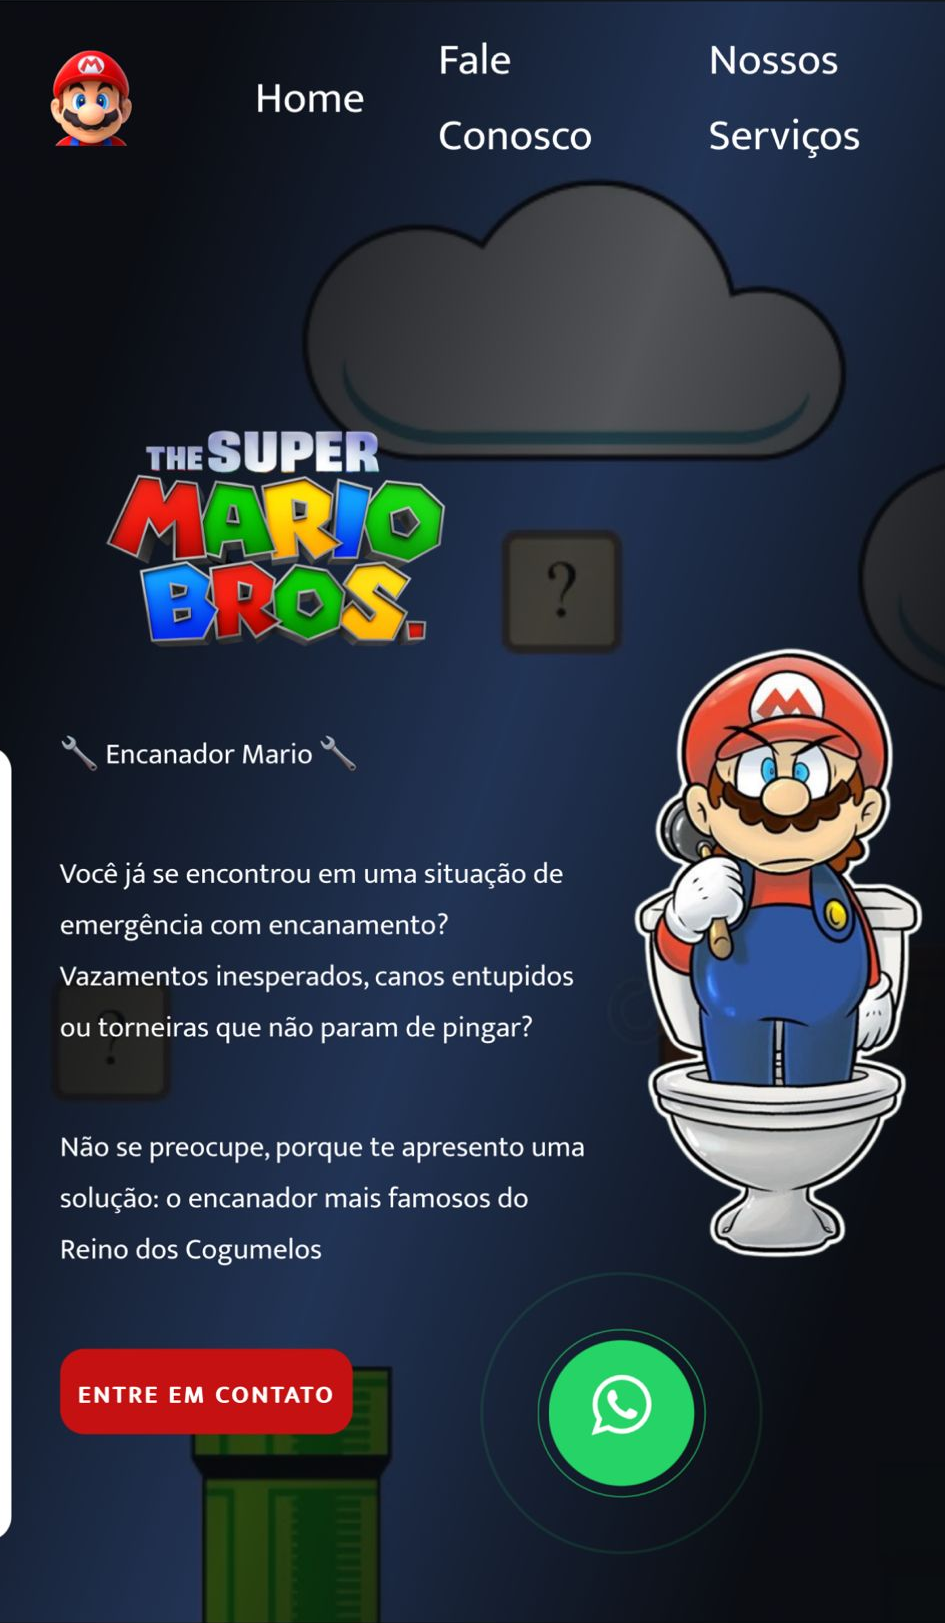 Home
Fale
Conosco
Nossos
Serviços
THE SUPER
MARIO
BROS.
?
🔧 Encanador Mario 🔧
Você já se encontrou em uma situação de
emergência com encanamento?
Vazamentos inesperados, canos entupidos
ou torneiras que não param de pingar?
?
Não se preocupe, porque te apresento uma
solução: o encanador mais famosos do
Reino dos Cogumelos
ENTRE EM CONTATO